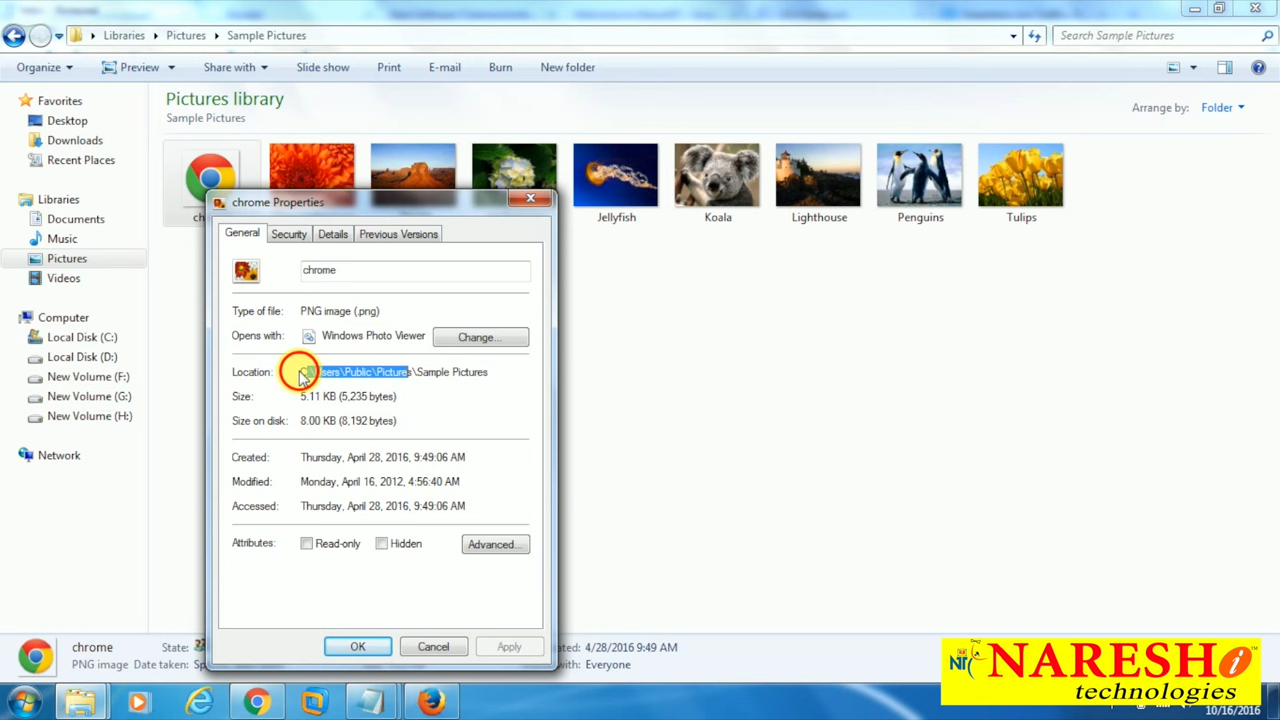 Libraries
Pictures
Sample Pictures
Search Sample Pictures
Organize
Preview
Share with
Slide show
Print
E-mail
Burn
New folder
Favorites
Desktop
Downloads
Recent Places
Libraries
Documents
Music
Pictures
Videos
Computer
Local Disk (C:)
Local Disk (D:)
New Volume (F:)
New Volume (G:)
New Volume (H:)
Network
Pictures library
Sample Pictures
Arrange by: Folder
Jellyfish
Koala
Lighthouse
Penguins
Tulips
chrome Properties
General
Security
Details
Previous Versions
chrome
Type of file: PNG image (.png)
Opens with: Windows Photo Viewer
Change...
Location: C:\Users\Public\Pictures\Sample Pictures
Size: 5.11 KB (5,235 bytes)
Size on disk: 8.00 KB (8,192 bytes)
Created: Thursday, April 28, 2016, 9:49:06 AM
Modified: Monday, April 16, 2012, 4:56:40 AM
Accessed: Thursday, April 28, 2016, 9:49:06 AM
Attributes: Read-only Hidden
Advanced...
OK
Cancel
Apply
chrome
State:
4/28/2016 9:49 AM
PNG image
Date taken:
with: Everyone
NARESH i
technologies
10/16/2016